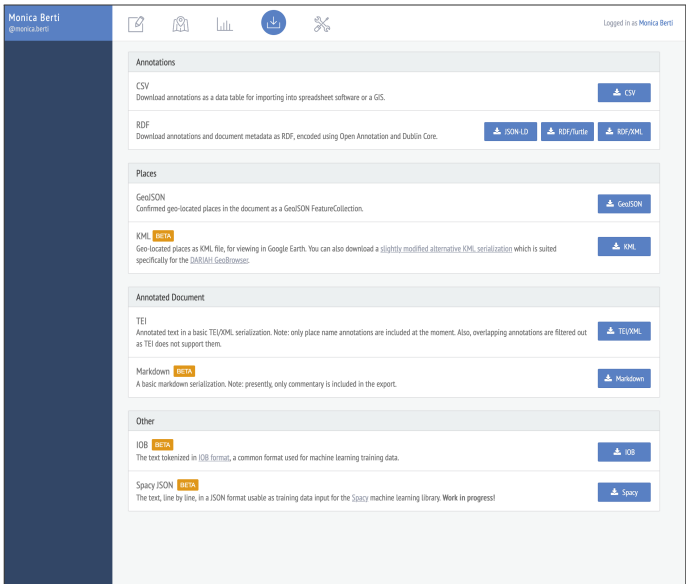 Monica Berti
@monica.berti
Logged in as Monica Berti
Annotations
CSV
Download annotations as a data table for importing into spreadsheet software or a GIS.
CSV
RDF
Download annotations and document metadata as RDF, encoded using Open Annotation and Dublin Core.
JSON-LD
RDF/Turtle
RDF/XML
Places
GeoJSON
Confirmed geo-located places in the document as a GeoJSON FeatureCollection.
GeoJSON
KML BETA
Geo-located places as KML file, for viewing in Google Earth. You can also download a slightly modified alternative KML serialization which is suited
specifically for the DARIAH GeoBrowser.
KML
Annotated Document
TEI
Annotated text in a basic TEI/XML serialization. Note: only place name annotations are included at the moment. Also, overlapping annotations are filtered out
as TEI does not support them.
TEI/XML
Markdown BETA
A basic markdown serialization. Note: presently, only commentary is included in the export.
Markdown
Other
IOB BETA
The text tokenized in IOB format, a common format used for machine learning training data.
IOB
Spacy JSON BETA
The text, line by line, in a JSON format usable as training data input for the Spacy machine learning library. Work in progress!
Spacy